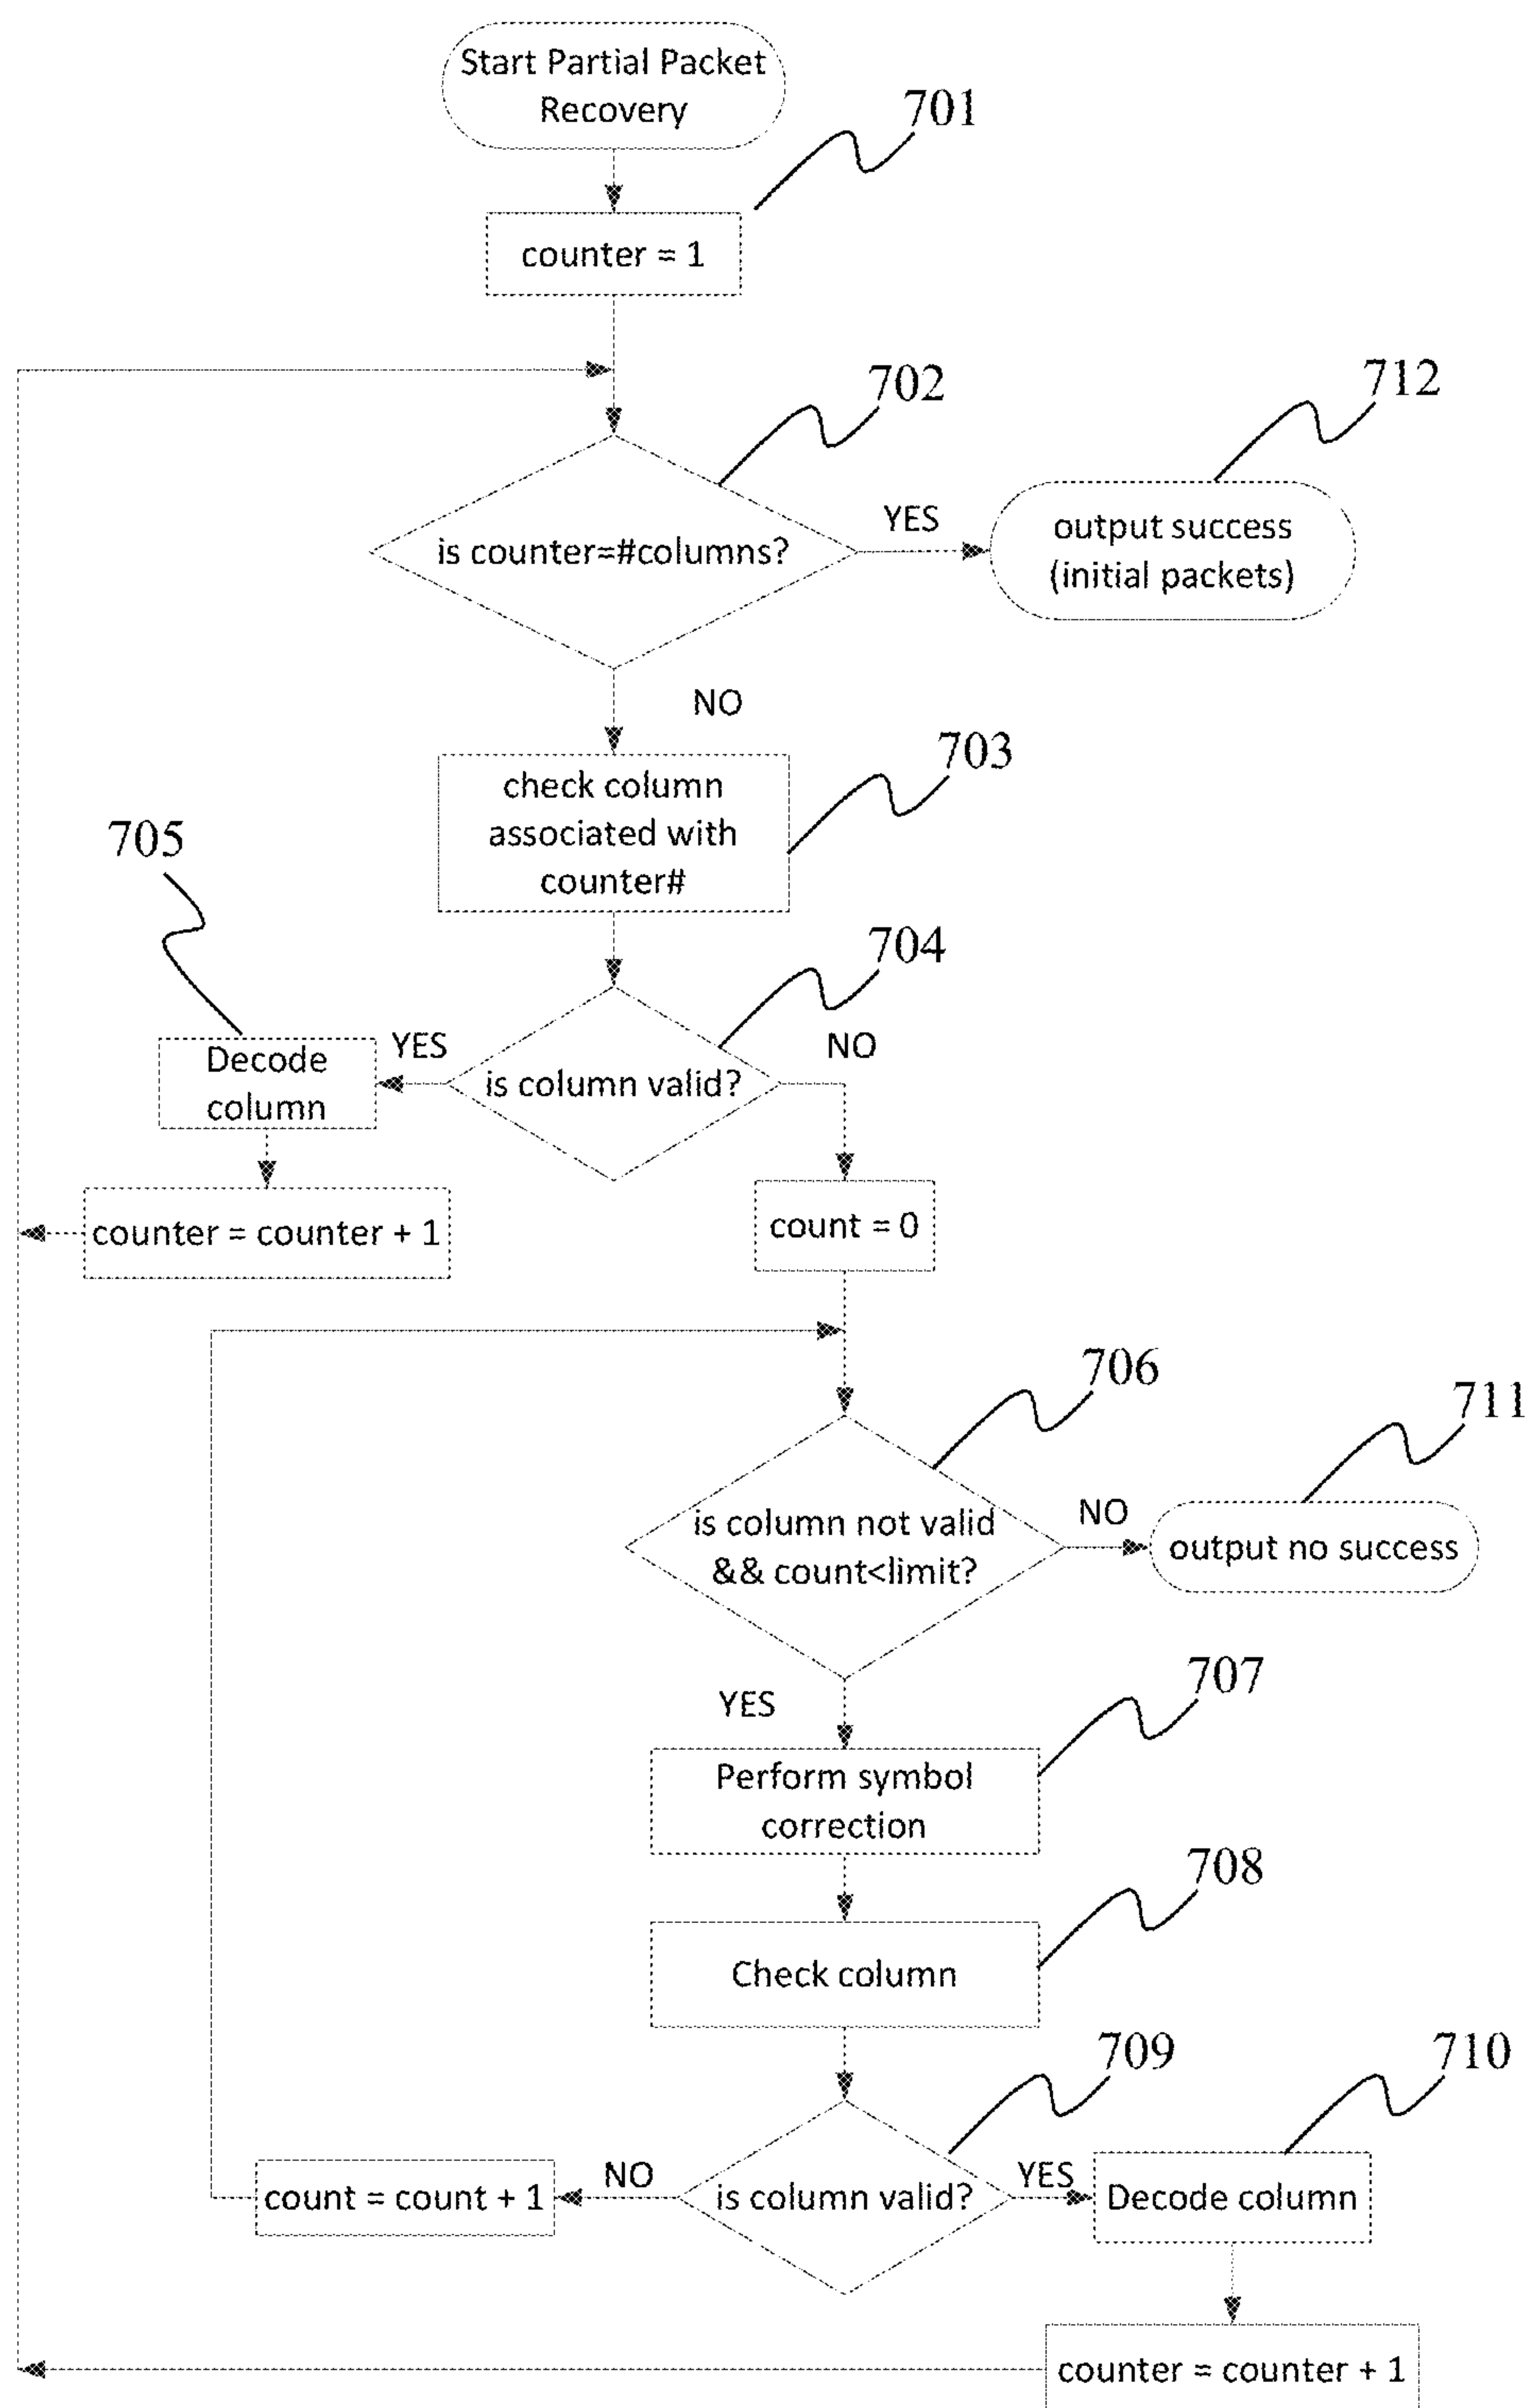 Start Partial Packet
Recovery
701
counter = 1
702
712
is counter=#columns?
YES
output success
(initial packets)
NO
703
check column
associated with
counter#
705
704
Decode
column
YES
is column valid?
NO
counter = counter + 1
count = 0
706
711
is column not valid
&& count<limit?
NO
output no success
YES
707
Perform symbol
correction
708
Check column
709
710
count = count + 1
NO
is column valid?
YES
Decode column
counter = counter + 1